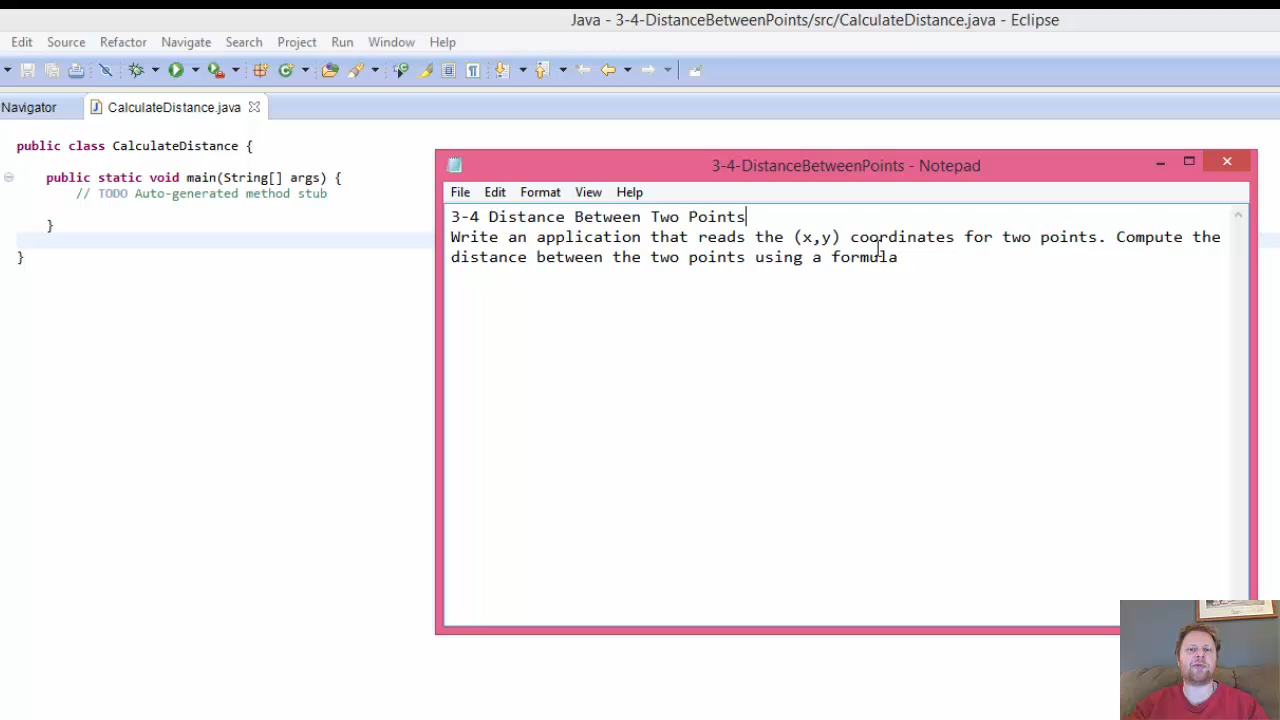 Java - 3-4-DistanceBetweenPoints/src/CalculateDistance.java - Eclipse
Edit Source Refactor Navigate Search Project Run Window Help
Navigator CalculateDistance.java
public class CalculateDistance {
public static void main(String[] args) {
// TODO Auto-generated method stub
}
}
3-4-DistanceBetweenPoints - Notepad
File Edit Format View Help
3-4 Distance Between Two Points
Write an application that reads the (x,y) coordinates for two points. Compute the
distance between the two points using a formula